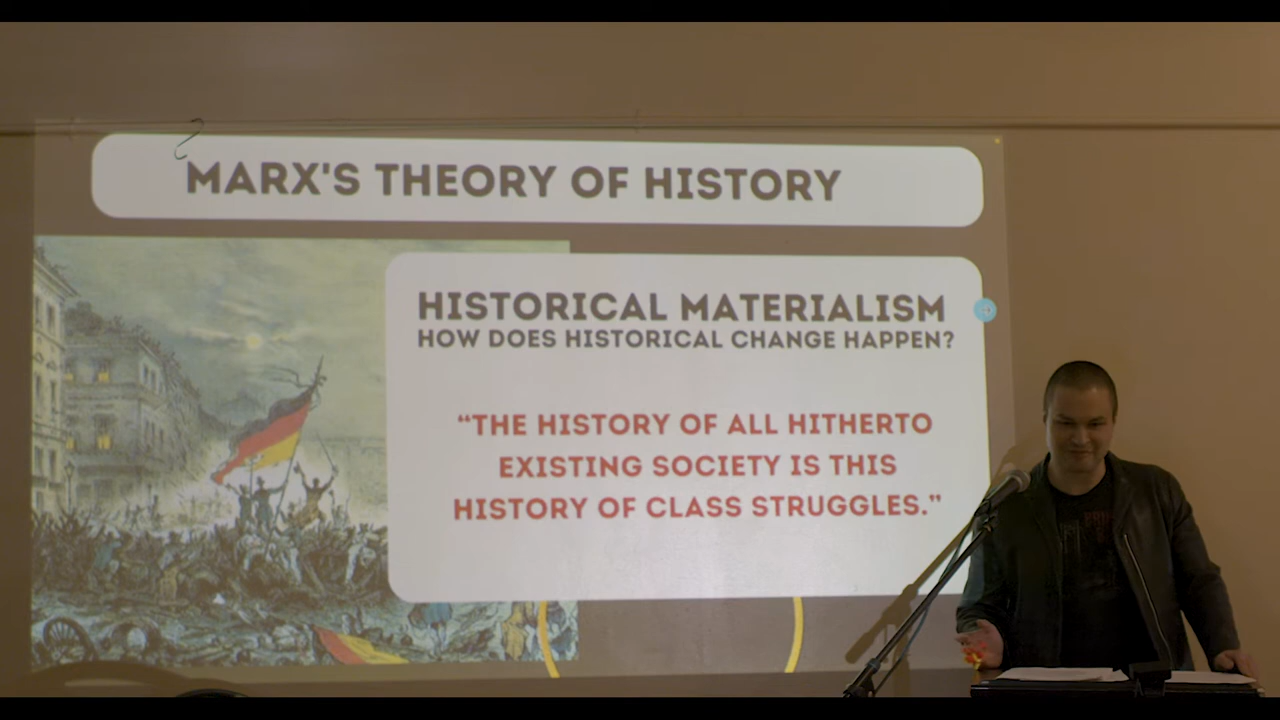 MARX'S THEORY OF HISTORY
HISTORICAL MATERIALISM
HOW DOES HISTORICAL CHANGE HAPPEN?
“THE HISTORY OF ALL HITHERTO
EXISTING SOCIETY IS THIS
HISTORY OF CLASS STRUGGLES.”